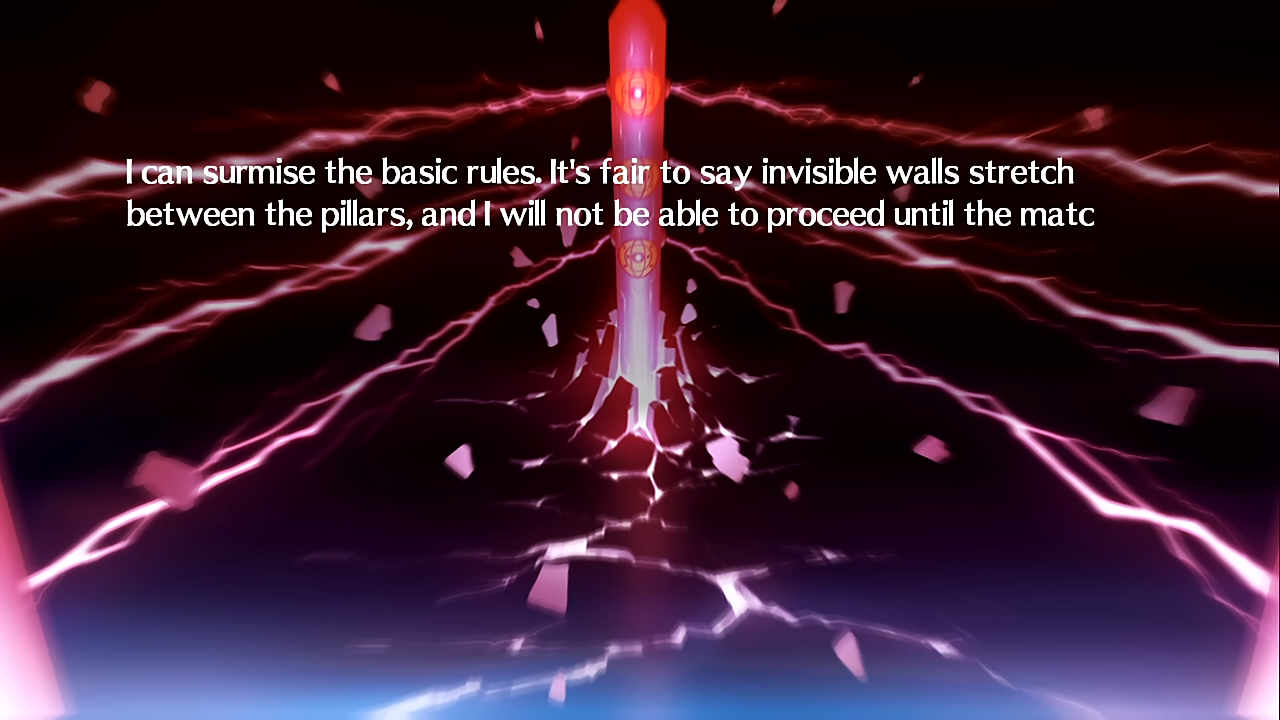 I can surmise the basic rules. It's fair to say invisible walls stretch
between the pillars, and I will not be able to proceed until the matc